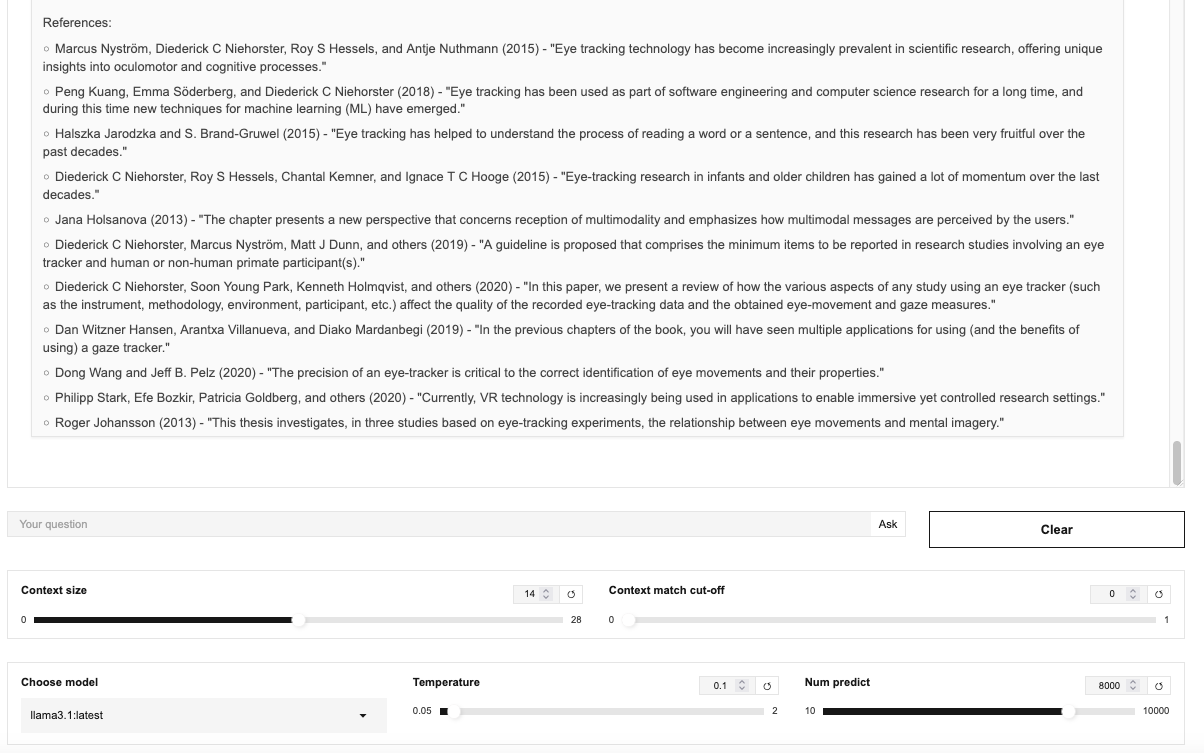 References:
○ Marcus Nyström, Diederick C Niehorster, Roy S Hessels, and Antje Nuthmann (2015) - "Eye tracking technology has become increasingly prevalent in scientific research, offering unique
insights into oculomotor and cognitive processes."
○ Peng Kuang, Emma Söderberg, and Diederick C Niehorster (2018) - "Eye tracking has been used as part of software engineering and computer science research for a long time, and
during this time new techniques for machine learning (ML) have emerged."
○ Halszka Jarodzka and S. Brand-Gruwel (2015) - "Eye tracking has helped to understand the process of reading a word or a sentence, and this research has been very fruitful over the
past decades."
○ Diederick C Niehorster, Roy S Hessels, Chantal Kemner, and Ignace T C Hooge (2015) - "Eye-tracking research in infants and older children has gained a lot of momentum over the last
decades."
○ Jana Holsanova (2013) - "The chapter presents a new perspective that concerns reception of multimodality and emphasizes how multimodal messages are perceived by the users."
○ Diederick C Niehorster, Marcus Nyström, Matt J Dunn, and others (2019) - "A guideline is proposed that comprises the minimum items to be reported in research studies involving an eye
tracker and human or non-human primate participant(s)."
○ Diederick C Niehorster, Soon Young Park, Kenneth Holmqvist, and others (2020) - "In this paper, we present a review of how the various aspects of any study using an eye tracker (such
as the instrument, methodology, environment, participant, etc.) affect the quality of the recorded eye-tracking data and the obtained eye-movement and gaze measures."
○ Dan Witzner Hansen, Arantxa Villanueva, and Diako Mardanbegi (2019) - "In the previous chapters of the book, you will have seen multiple applications for using (and the benefits of
using) a gaze tracker."
○ Dong Wang and Jeff B. Pelz (2020) - "The precision of an eye-tracker is critical to the correct identification of eye movements and their properties."
○ Philipp Stark, Efe Bozkir, Patricia Goldberg, and others (2020) - "Currently, VR technology is increasingly being used in applications to enable immersive yet controlled research settings."
○ Roger Johansson (2013) - "This thesis investigates, in three studies based on eye-tracking experiments, the relationship between eye movements and mental imagery."
Your question Ask Clear
Context size 14 Context match cut-off 0
0 28 0 1
Choose model Temperature 0.1 Num predict 8000
llama3.1:latest 0.05 2 10 10000